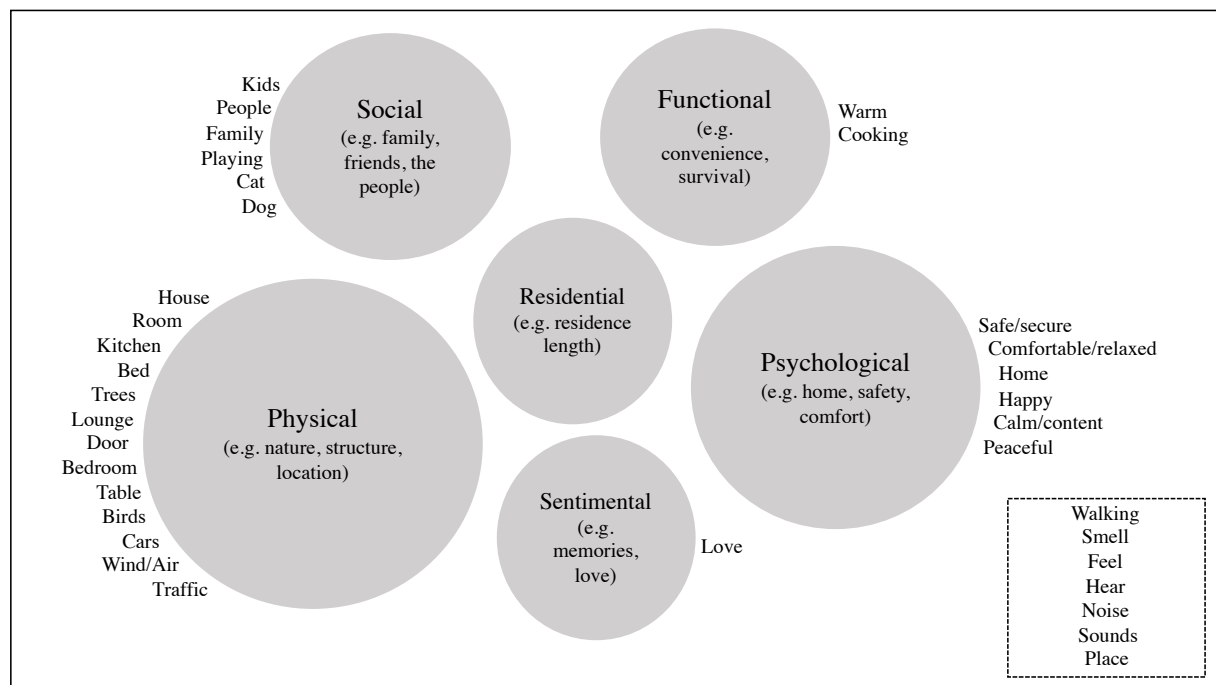 Kids
People
Family
Playing
Cat
Dog
Social
(e.g. family,
friends, the
people)
Functional
(e.g.
convenience,
survival)
Warm
Cooking
Residential
(e.g. residence
length)
House
Room
Kitchen
Bed
Trees
Lounge
Door
Bedroom
Table
Birds
Cars
Wind/Air
Traffic
Physical
(e.g. nature, structure,
location)
Psychological
(e.g. home, safety,
comfort)
Safe/secure
Comfortable/relaxed
Home
Happy
Calm/content
Peaceful
Sentimental
(e.g.
memories,
love)
Love
Walking
Smell
Feel
Hear
Noise
Sounds
Place